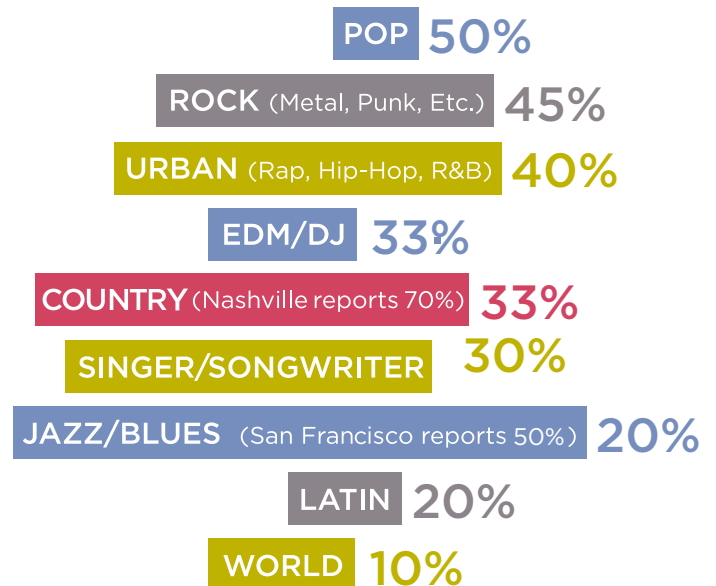 POP 50%
ROCK (Metal, Punk, Etc.) 45%
URBAN (Rap, Hip-Hop, R&B) 40%
EDM/DJ 33%
COUNTRY (Nashville reports 70%) 33%
SINGER/SONGWRITER 30%
JAZZ/BLUES (San Francisco reports 50%) 20%
LATIN 20%
WORLD 10%